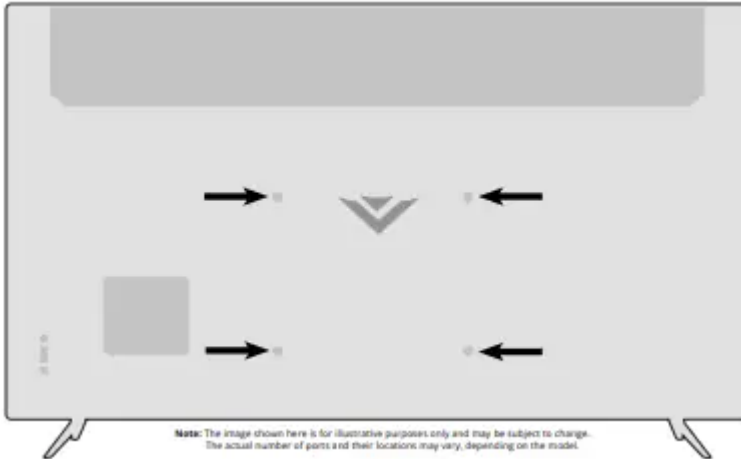 Note: The image shown here is for illustrative purposes only and may be subject to change.
The actual number of ports and their locations may vary, depending on the model.